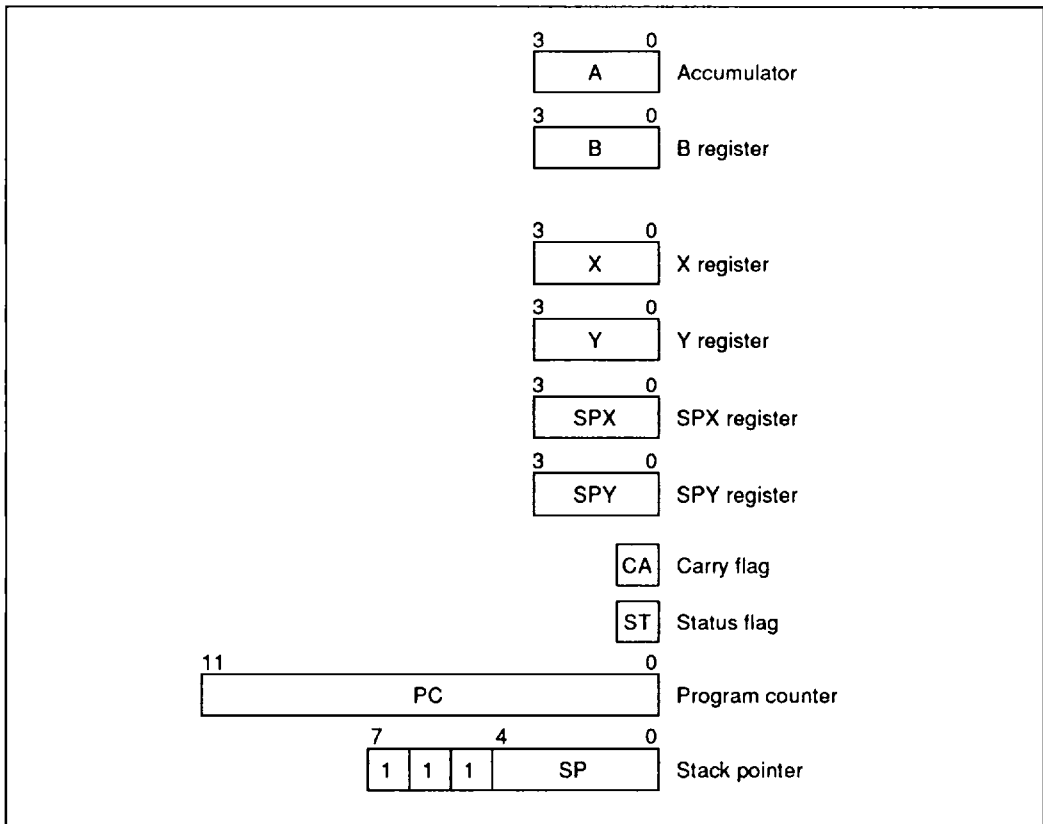 3 0
A Accumulator
3 0
B B register
3 0
X X register
3 0
Y Y register
3 0
SPX SPX register
3 0
SPY SPY register
CA Carry flag
ST Status flag
11 0
PC Program counter
7 4 0
1 1 1 SP Stack pointer